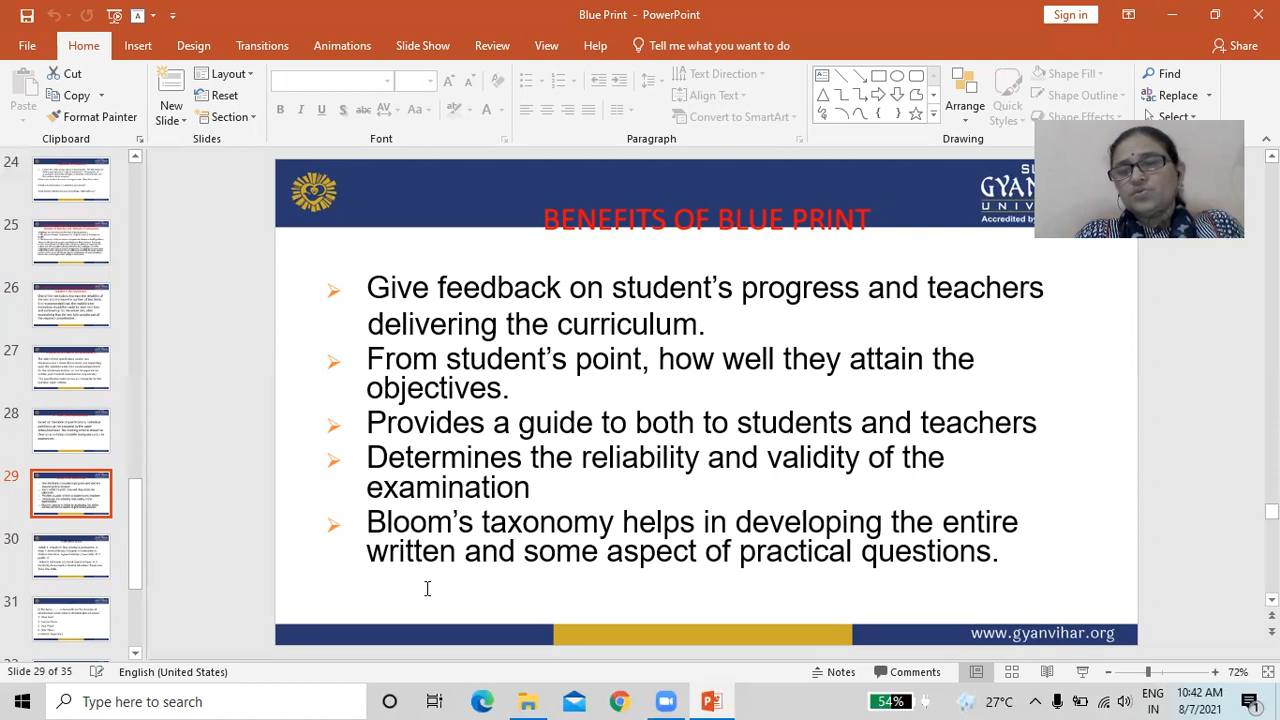 Blue Print - PowerPoint
Sign in
File Home Insert Design Transitions Animations Slide Show Review View Help Tell me what you want to do Share
Paste
Cut
Copy
Format Painter
Clipboard
New Slide
Layout
Reset
Section
Slides
B I U S abc AV Aa A
Font
Text Direction
Align Text
Convert to SmartArt
Paragraph
Arrange
Quick Styles
Shape Fill
Shape Outline
Shape Effects
Drawing
Find
Replace
Select
24
25
26
27
28
29
30
31
GYAN
UNIV
Accredited by
BENEFITS OF BLUE PRINT
Give feedback on student's progress and teachers
delivering the curriculum.
From student's point, how well they attain the
objectives.
Provides a guide to both to students and teachers
Determines the reliability and validity of the
examination
Bloom's taxonomy helps in developing the entire
written and some aspect of practical questions.
www.gyanvihar.org
Slide 29 of 35 English (United States) Notes Comments 72%
Type here to search
54% 27°C ENG IN 10:42 AM 8/7/2021